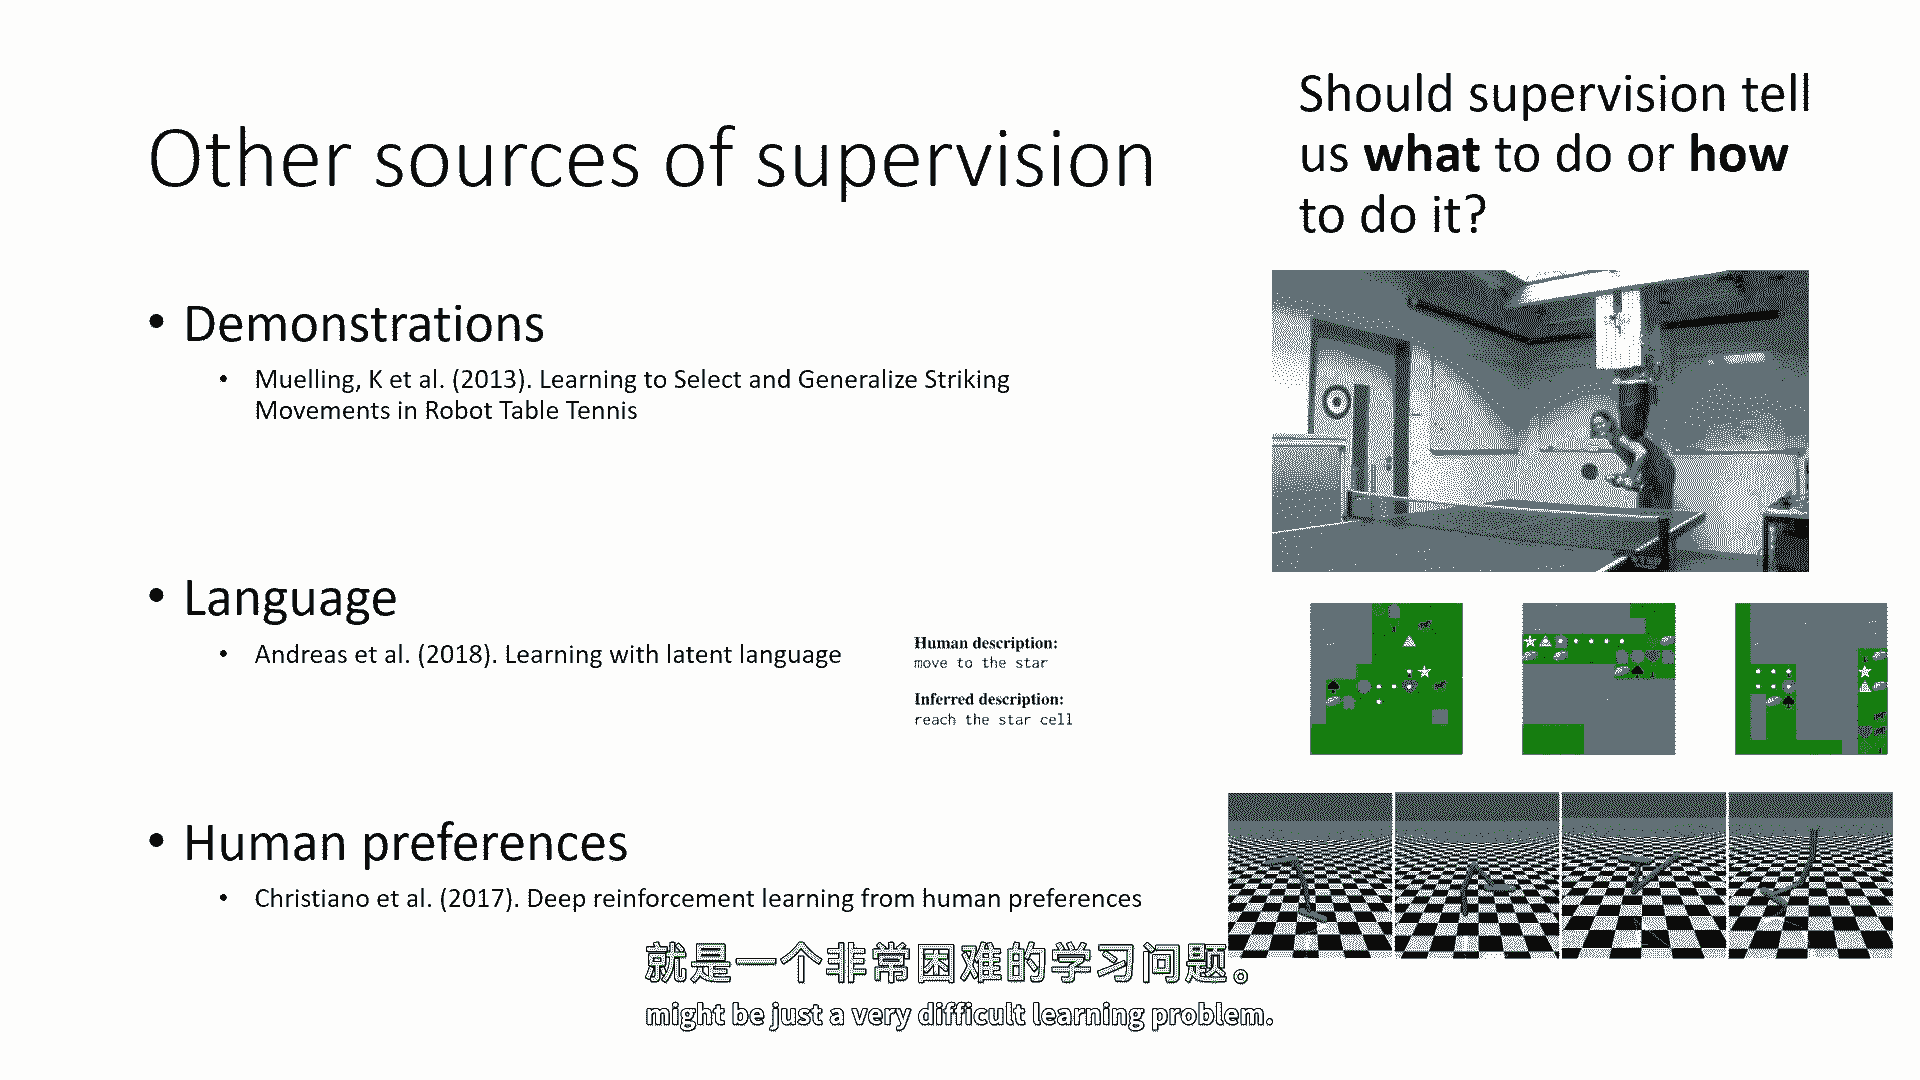 Other sources of supervision
Should supervision tell
us what to do or how
to do it?
• Demonstrations
• Muelling, K et al. (2013). Learning to Select and Generalize Striking
Movements in Robot Table Tennis
• Language
• Andreas et al. (2018). Learning with latent language
Human description:
move to the star
Inferred description:
reach the star cell
• Human preferences
• Christiano et al. (2017). Deep reinforcement learning from human preferences
就是一个非常困难的学习问题。
might be just a very difficult learning problem.